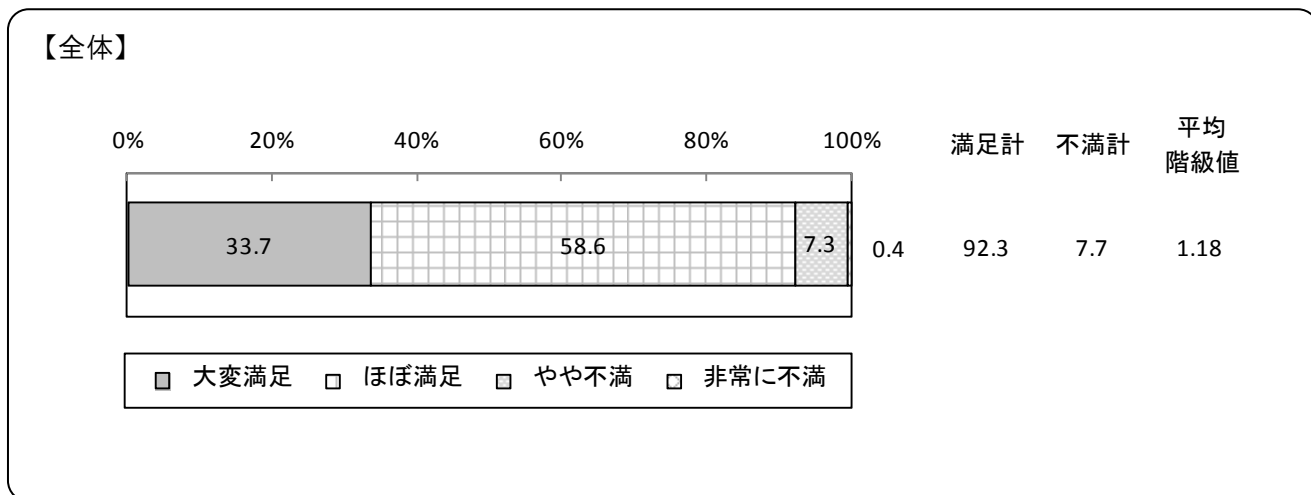 【全体】
0% 20% 40% 60% 80% 100% 満足計 不満計 平均
階級値
33.7 58.6 7.3 0.4 92.3 7.7 1.18
大変満足 ほぼ満足 やや不満 非常に不満